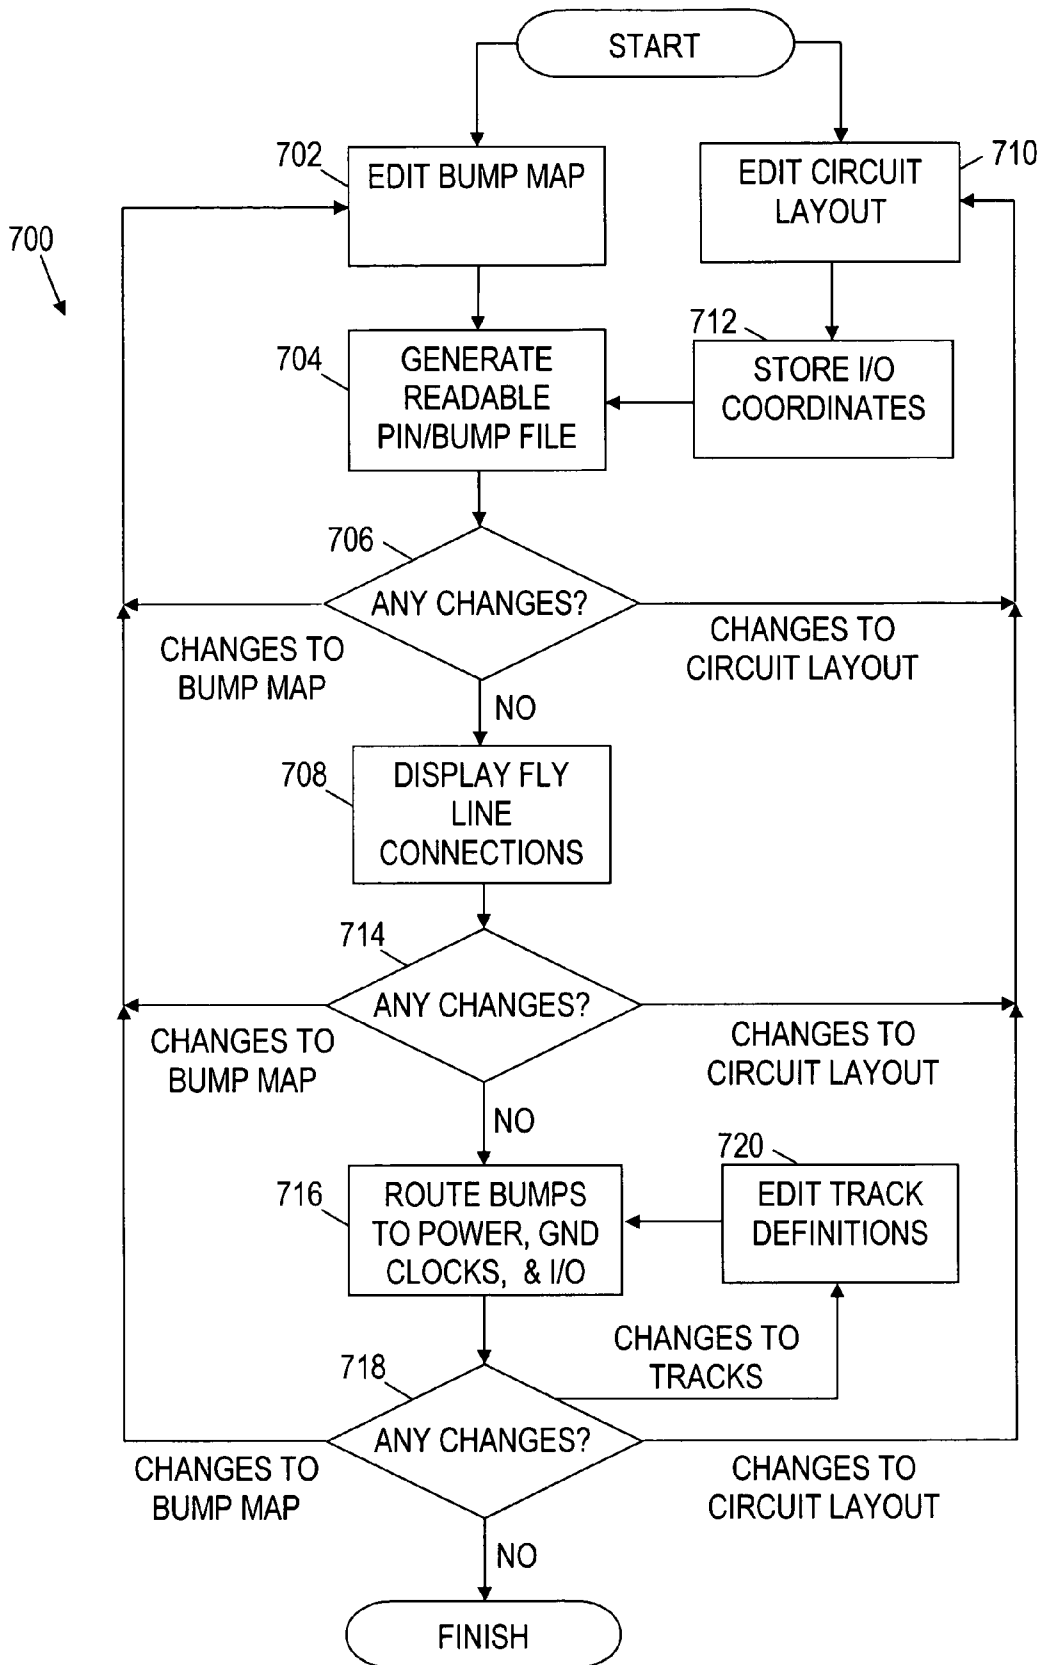 START
702
EDIT BUMP MAP
EDIT CIRCUIT
LAYOUT
710
700
704
GENERATE
READABLE
PIN/BUMP FILE
712
STORE I/O
COORDINATES
706
ANY CHANGES?
CHANGES TO
BUMP MAP
CHANGES TO
CIRCUIT LAYOUT
NO
708
DISPLAY FLY
LINE
CONNECTIONS
714
ANY CHANGES?
CHANGES TO
BUMP MAP
CHANGES TO
CIRCUIT LAYOUT
NO
716
ROUTE BUMPS
TO POWER, GND
CLOCKS, & I/O
720
EDIT TRACK
DEFINITIONS
CHANGES TO
TRACKS
718
ANY CHANGES?
CHANGES TO
BUMP MAP
CHANGES TO
CIRCUIT LAYOUT
NO
FINISH